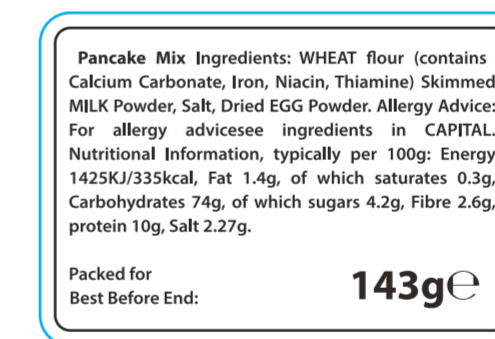 Pancake Mix Ingredients: WHEAT flour (contains
Calcium Carbonate, Iron, Niacin, Thiamine) Skimmed
MILK Powder, Salt, Dried EGG Powder. Allergy Advice:
For allergy advicesee ingredients in CAPITAL.
Nutritional Information, typically per 100g: Energy
1425KJ/335kcal, Fat 1.4g, of which saturates 0.3g,
Carbohydrates 74g, of which sugars 4.2g, Fibre 2.6g,
protein 10g, Salt 2.27g.
Packed for
Best Before End:
143g℮